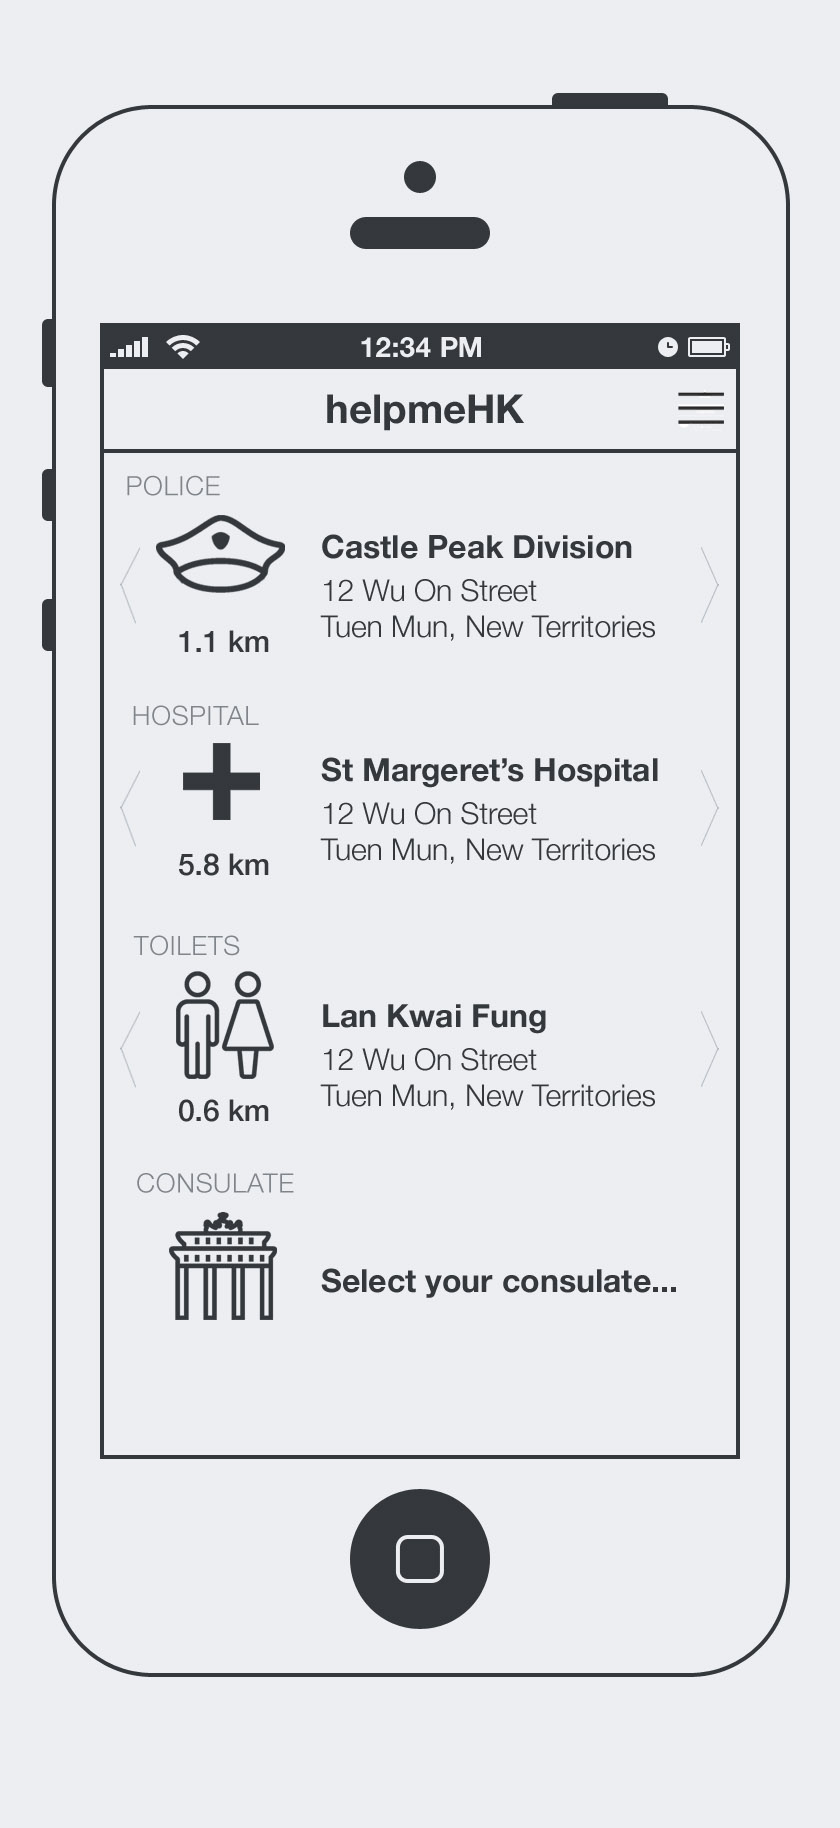 12:34 PM
helpmeHK
POLICE
Castle Peak Division
12 Wu On Street
Tuen Mun, New Territories
1.1 km
HOSPITAL
St Margeret’s Hospital
12 Wu On Street
Tuen Mun, New Territories
5.8 km
TOILETS
Lan Kwai Fung
12 Wu On Street
Tuen Mun, New Territories
0.6 km
CONSULATE
Select your consulate...